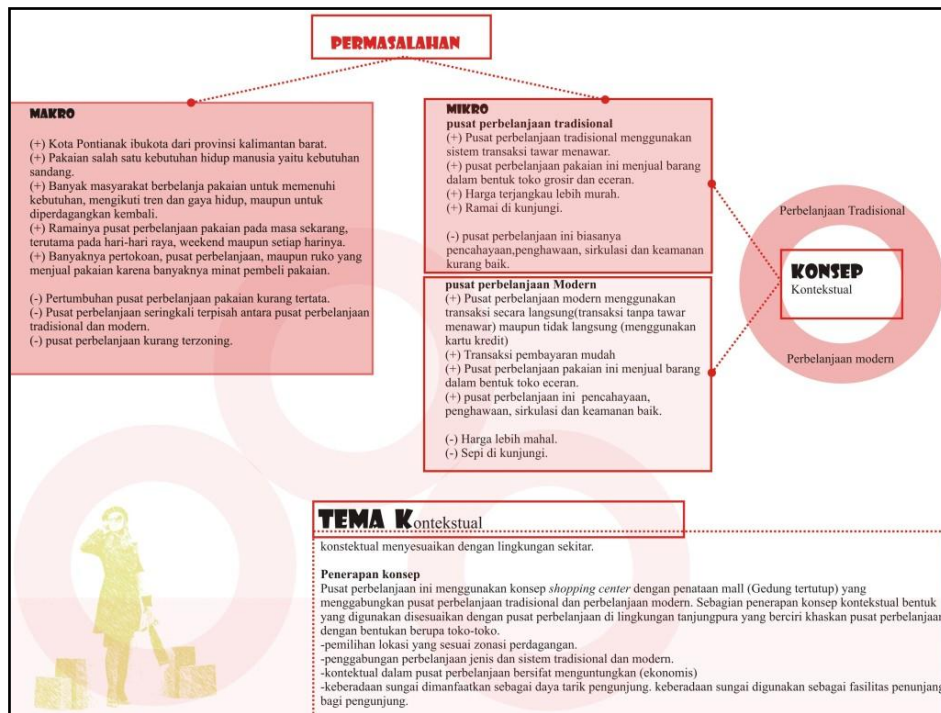 PERMASALAHAN
MAKRO
(+) Kota Pontianak ibukota dari provinsi kalimantan barat.
(+) Pakaian salah satu kebutuhan hidup manusia yaitu kebutuhan
sandang.
(+) Banyak masyarakat berbelanja pakaian untuk memenuhi
kebutuhan, mengikuti tren dan gaya hidup, maupun untuk
diperdagangkan kembali.
(+) Ramainya pusat perbelanjaan pakaian pada masa sekarang,
terutama pada hari-hari raya, weekend maupun setiap harinya.
(+) Banyaknya pertokoan, pusat perbelanjaan, maupun ruko yang
menjual pakaian karena banyaknya minat pembeli pakaian.
(-) Pertumbuhan pusat perbelanjaan pakaian kurang tertata.
(-) Pusat perbelanjaan seringkali terpisah antara pusat perbelanjaan
tradisional dan modern.
(-) pusat perbelanjaan kurang terzoning.
MIKRO
pusat perbelanjaan tradisional
(+) Pusat perbelanjaan tradisional menggunakan
sistem transaksi tawar menawar.
(+) pusat perbelanjaan pakaian ini menjual barang
dalam bentuk toko grosir dan eceran.
(+) Harga terjangkau lebih murah.
(+) Ramai di kunjungi.
(-) pusat perbelanjaan ini biasanya
pencahayaan,penghawaan, sirkulasi dan keamanan
kurang baik.
pusat perbelanjaan Modern
(+) Pusat perbelanjaan modern menggunakan
transaksi secara langsung(transaksi tanpa tawar
menawar) maupun tidak langsung (menggunakan
kartu kredit)
(+) Transaksi pembayaran mudah
(+) Pusat perbelanjaan pakaian ini menjual barang
dalam bentuk toko eceran.
(+) pusat perbelanjaan ini pencahayaan,
penghawaan, sirkulasi dan keamanan baik.
(-) Harga lebih mahal.
(-) Sepi di kunjungi.
Perbelanjaan Tradisional
KONSEP
Kontekstual
Perbelanjaan modern
TEMA Kontekstual
konstektual menyesuaikan dengan lingkungan sekitar.
Penerapan konsep
Pusat perbelanjaan ini menggunakan konsep shopping center dengan penataan mall (Gedung tertutup) yang
menggabungkan pusat perbelanjaan tradisional dan perbelanjaan modern. Sebagian penerapan konsep kontekstual bentuk
yang digunakan disesuaikan dengan pusat perbelanjaan di lingkungan tanjungpura yang berciri khaskan pusat perbelanjaan
dengan bentukan berupa toko-toko.
-pemilihan lokasi yang sesuai zonasi perdagangan.
-penggabungan perbelanjaan jenis dan sistem tradisional dan modern.
-kontektual dalam pusat perbelanjaan bersifat menguntungkan (ekonomis)
-keberadaan sungai dimanfaatkan sebagai daya tarik pengunjung. keberadaan sungai digunakan sebagai fasilitas penunjang
bagi pengunjung.